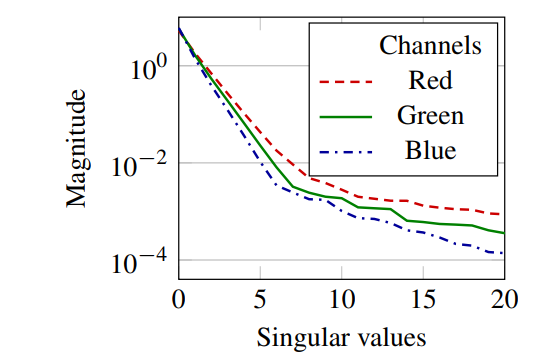 Channels
Red
Green
Blue
10^0
10^−2
10^−4
Magnitude
0 5 10 15 20
Singular values